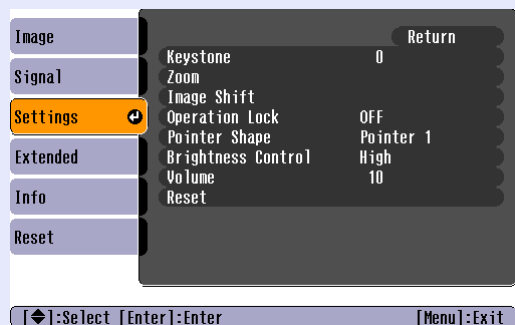 Image
Signal
Settings
Extended
Info
Reset
Return
Keystone 0
Zoom
Image Shift
Operation Lock OFF
Pointer Shape Pointer 1
Brightness Control High
Volume 10
Reset
[◆]:Select [Enter]:Enter [Menu]:Exit